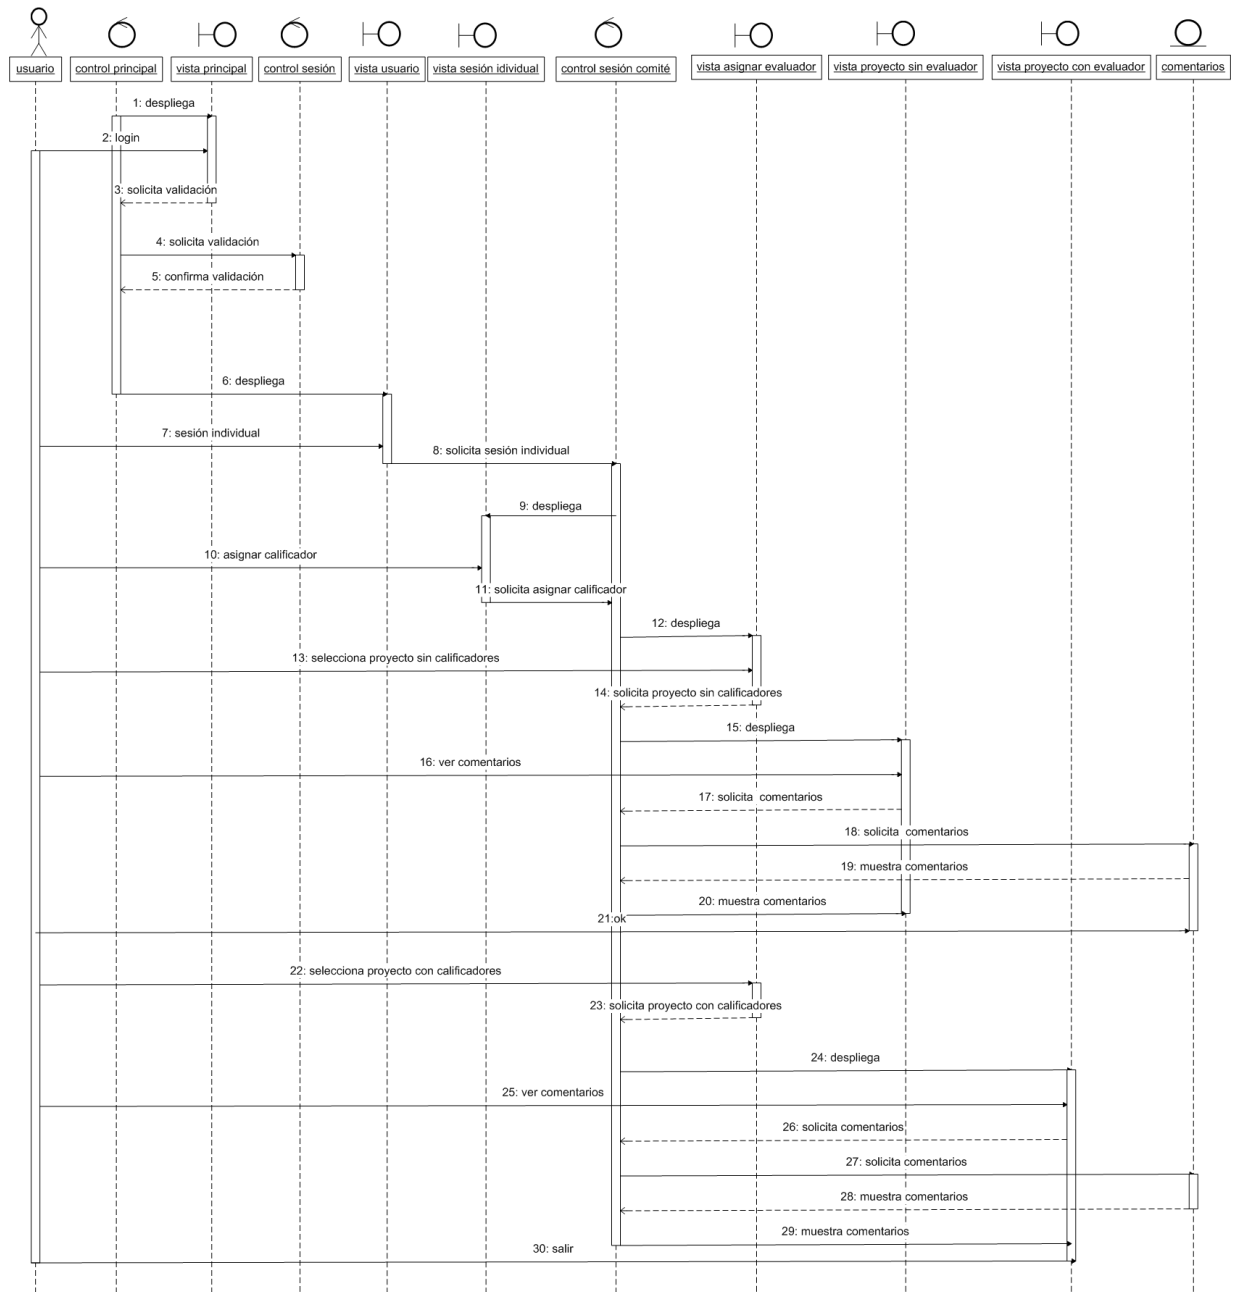 usuario
control principal
vista principal
control sesión
vista usuario
vista sesión idividual
control sesión comité
vista asignar evaluador
vista proyecto sin evaluador
vista proyecto con evaluador
comentarios
1: despliega
2: login
3: solicita validación
4: solicita validación
5: confirma validación
6: despliega
7: sesión individual
8: solicita sesión individual
9: despliega
10: asignar calificador
11: solicita asignar calificador
12: despliega
13: selecciona proyecto sin calificadores
14: solicita proyecto sin calificadores
15: despliega
16: ver comentarios
17: solicita  comentarios
18: solicita  comentarios
19: muestra comentarios
20: muestra comentarios
21:ok
22: selecciona proyecto con calificadores
23: solicita proyecto con calificadores
24: despliega
25: ver comentarios
26: solicita comentarios
27: solicita comentarios
28: muestra comentarios
29: muestra comentarios
30: salir